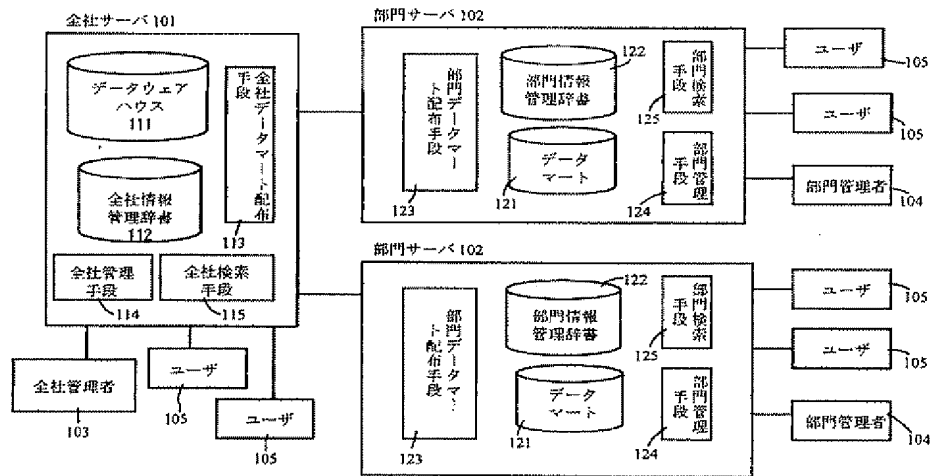 全社サーバ 101
データウェア
ハウス
111
全社データマート配布
手段
113
全社情報
管理辞書
112
全社管理
手段
114
全社検索
手段
115
全社管理者
103
ユーザ
105
ユーザ
105
部門サーバ 102
部門データマー
ト配布手段
123
122
部門情報
管理辞書
データ
マート
121
部門検索
手段
125
部門管理
手段
124
ユーザ
105
ユーザ
105
部門管理者
104
部門サーバ 102
部門データマー
ト配布手段
123
122
部門情報
管理辞書
データ
マート
121
部門検索
手段
125
部門管理
手段
124
ユーザ
105
ユーザ
105
部門管理者
104